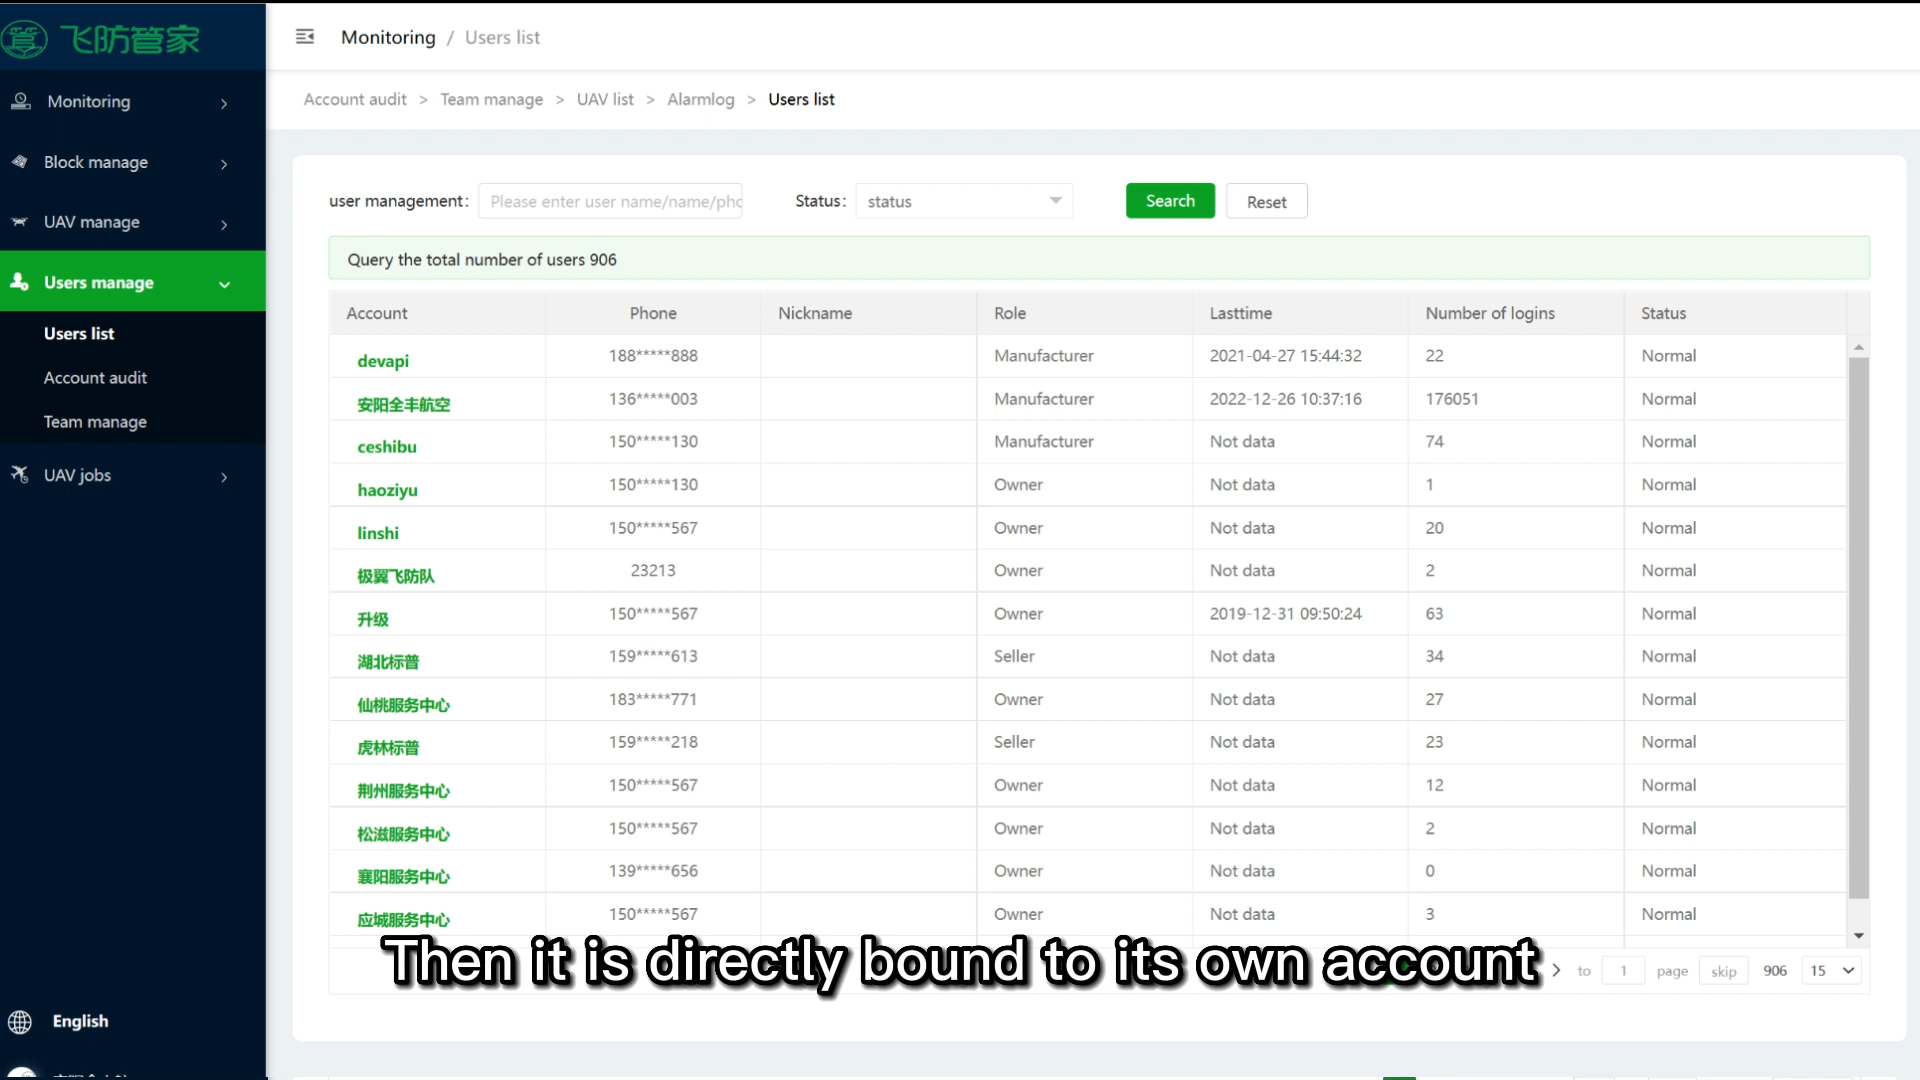 飞防管家
Monitoring / Users list
Monitoring
Block manage
UAV manage
Users manage
Users list
Account audit
Team manage
UAV jobs
English
Account audit > Team manage > UAV list > Alarmlog > Users list
user management: Please enter user name/name/pho Status: status Search Reset
Query the total number of users 906
Account Phone Nickname Role Lasttime Number of logins Status
devapi 188*****888 Manufacturer 2021-04-27 15:44:32 22 Normal
安阳全丰航空 136*****003 Manufacturer 2022-12-26 10:37:16 176051 Normal
ceshibu 150*****130 Manufacturer Not data 74 Normal
haoziyu 150*****130 Owner Not data 1 Normal
linshi 150*****567 Owner Not data 20 Normal
极翼飞防队 23213 Owner Not data 2 Normal
升级 150*****567 Owner 2019-12-31 09:50:24 63 Normal
湖北标普 159*****613 Seller Not data 34 Normal
仙桃服务中心 183*****771 Owner Not data 27 Normal
虎林标普 159*****218 Seller Not data 23 Normal
荆州服务中心 150*****567 Owner Not data 12 Normal
松滋服务中心 150*****567 Owner Not data 2 Normal
襄阳服务中心 139*****656 Owner Not data 0 Normal
应城服务中心 150*****567 Owner Not data 3 Normal
Then it is directly bound to its own account
to 1 page skip 906 15